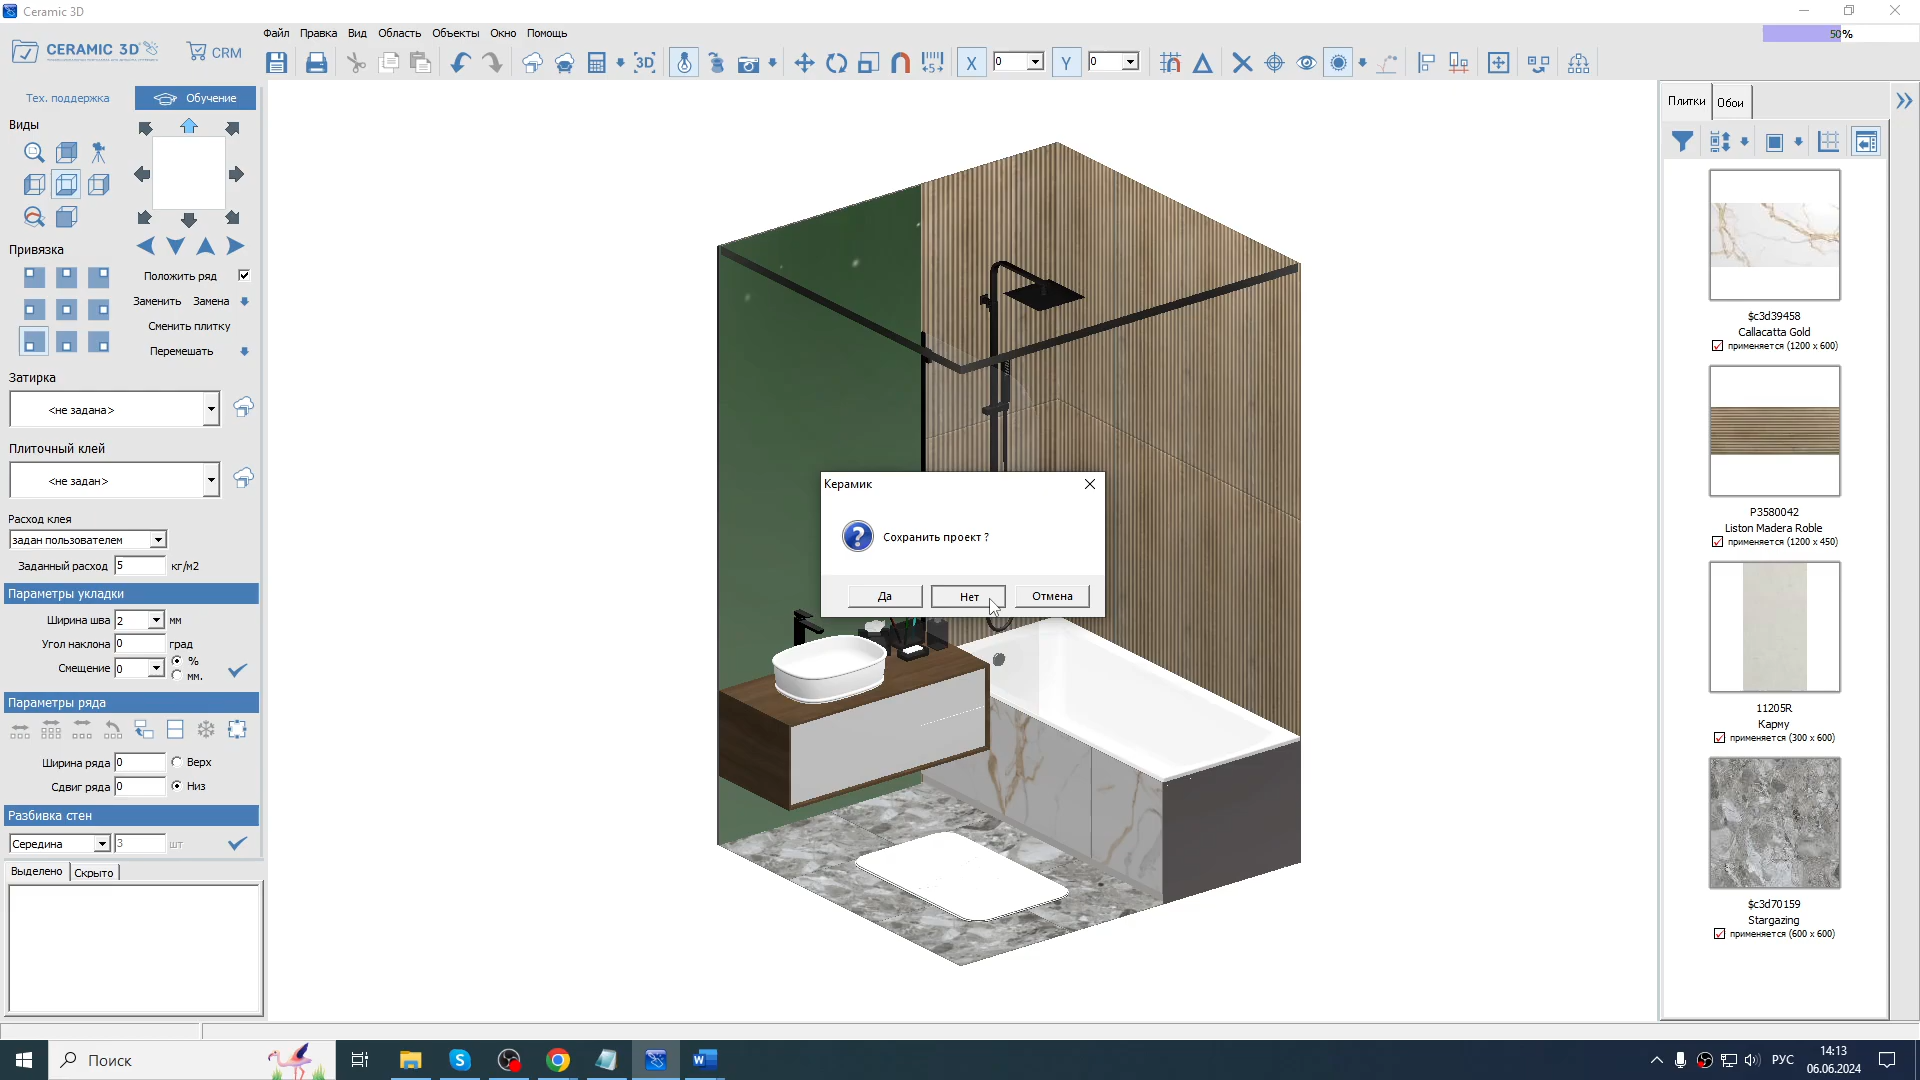 Ceramic 3D
CERAMIC 3D
CRM
Файл Правка Вид Область Объекты Окно Помощь
50%
3D
5
X 0
Y 0
Тех. поддержка
Обучение
Виды
Привязка
Положить ряд
Заменить Замена
Сменить плитку
Перемешать
Затирка
<не задана>
Плиточный клей
<не задан>
Расход клея
задан пользователем
Заданный расход 5 кг/м2
Параметры укладки
Ширина шва 2 мм
Угол наклона 0 град
Смещение 0 %
мм.
Параметры ряда
Ширина ряда 0 Верх
Сдвиг ряда 0 Низ
Разбивка стен
Середина 3 шт
Выделено Скрыто
Керамик
Сохранить проект ?
Да Нет Отмена
Плитки Обои
$c3d39458
Callacatta Gold
применяется (1200 x 600)
P3580042
Liston Madera Roble
применяется (1200 x 450)
11205R
Карму
применяется (300 x 600)
$c3d70159
Stargazing
применяется (600 x 600)
Поиск
РУС
14:13
06.06.2024